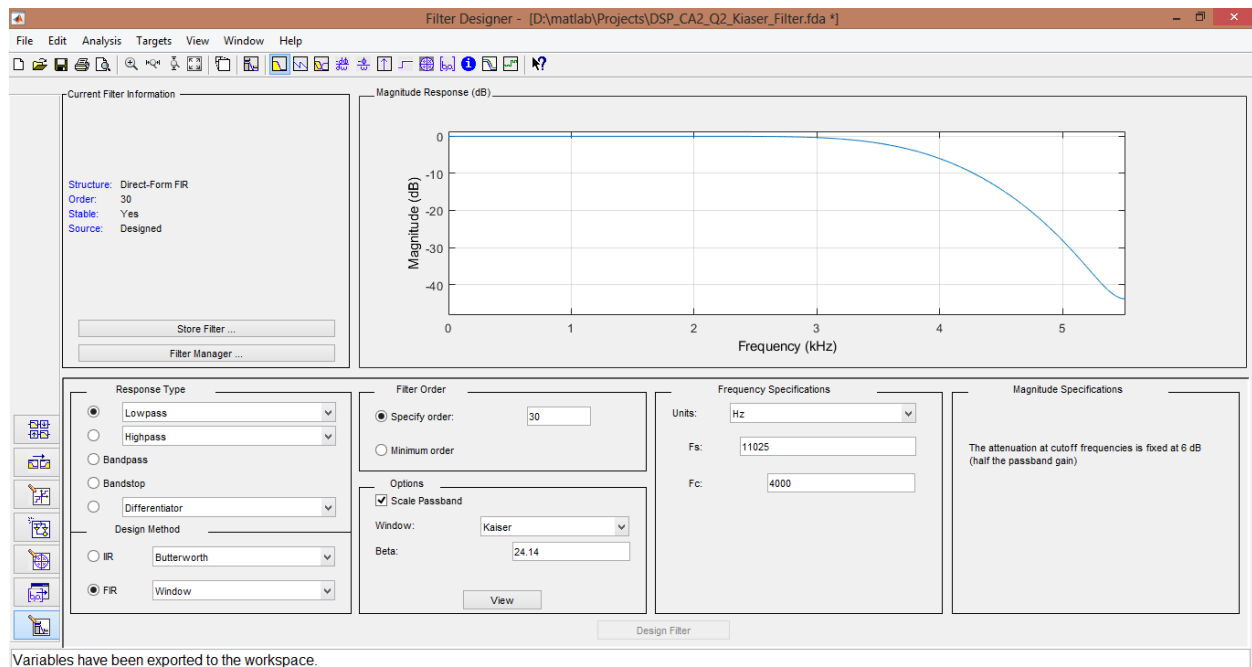 Filter Designer - [D:\matlab\Projects\DSP_CA2_Q2_Kiaser_Filter.fda *]
File Edit Analysis Targets View Window Help
Current Filter Information
Structure: Direct-Form FIR
Order: 30
Stable: Yes
Source: Designed
Store Filter ...
Filter Manager ...
Magnitude Response (dB)
0
-10
-20
-30
-40
Magnitude (dB)
0 1 2 3 4 5
Frequency (kHz)
Response Type
Lowpass
Highpass
Bandpass
Bandstop
Differentiator
Design Method
IIR Butterworth
FIR Window
Filter Order
Specify order: 30
Minimum order
Options
Scale Passband
Window: Kaiser
Beta: 24.14
View
Frequency Specifications
Units: Hz
Fs: 11025
Fc: 4000
Magnitude Specifications
The attenuation at cutoff frequencies is fixed at 6 dB
(half the passband gain)
Design Filter
Variables have been exported to the workspace.